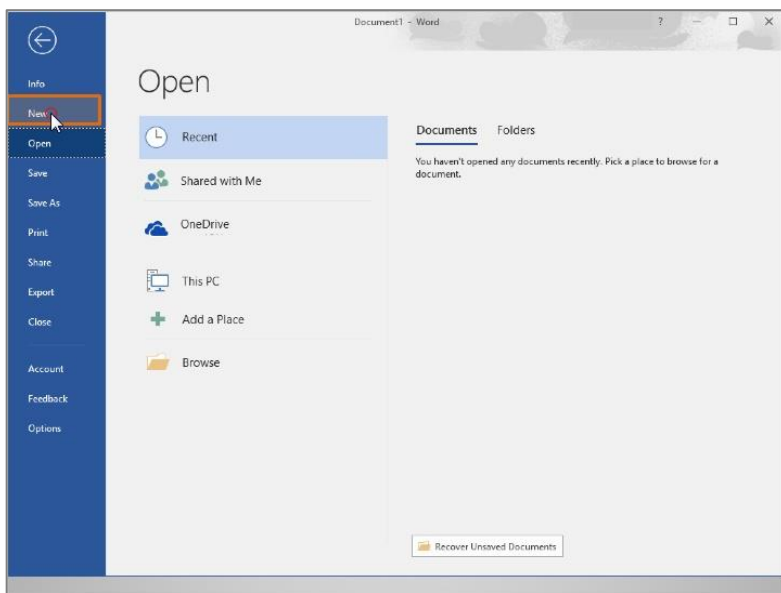 Document1 - Word
?
Info
New
Open
Save
Save As
Print
Share
Export
Close
Account
Feedback
Options
Open
Recent
Shared with Me
OneDrive
This PC
Add a Place
Browse
Documents Folders
You haven't opened any documents recently. Pick a place to browse for a
document.
Recover Unsaved Documents